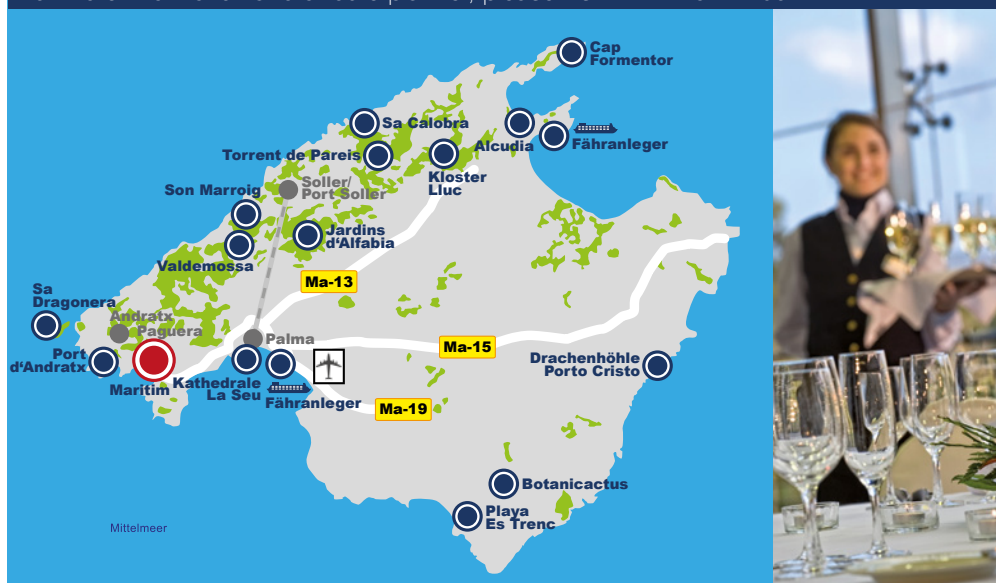 Cap
Formentor
Sa Calobra
Alcudia
Fähranleger
Torrent de Pareis
Kloster
Lluc
Soller/
Port Soller
Son Marroig
Jardins
d'Alfabia
Valdemossa
Ma-13
Sa
Dragonera
Andratx
Paguera
Palma
Ma-15
Port
d'Andratx
Maritim
Kathedrale
La Seu
Fähranleger
Drachenhöhle
Porto Cristo
Ma-19
Botanicactus
Playa
Es Trenc
Mittelmeer